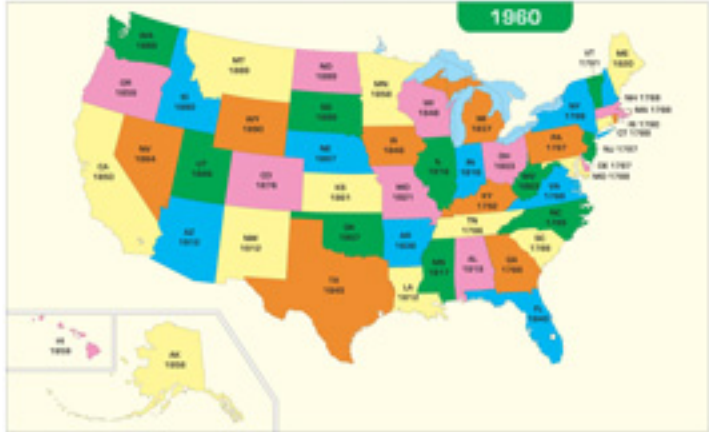 1960
WA
1889
MT
1889
ND
1889
MN
1858
VT
1791
ME
1820
OR
1859
ID
1890
WY
1890
SD
1889
WI
1848
MI
1837
NY
1788
NH 1788
MA 1788
RI 1790
CT 1788
NJ 1787
DE 1787
MD 1788
CA
1850
NV
1864
UT
1896
CO
1876
NE
1867
KS
1861
IA
1846
MO
1821
IL
1818
IN
1816
OH
1803
PA
1787
WV
1863
VA
1788
KY
1792
TN
1796
NC
1789
SC
1788
AZ
1912
NM
1912
OK
1907
TX
1845
AR
1836
LA
1812
1817
AL
1819
GA
1788
FL
1845
HI
1959
AK
1959